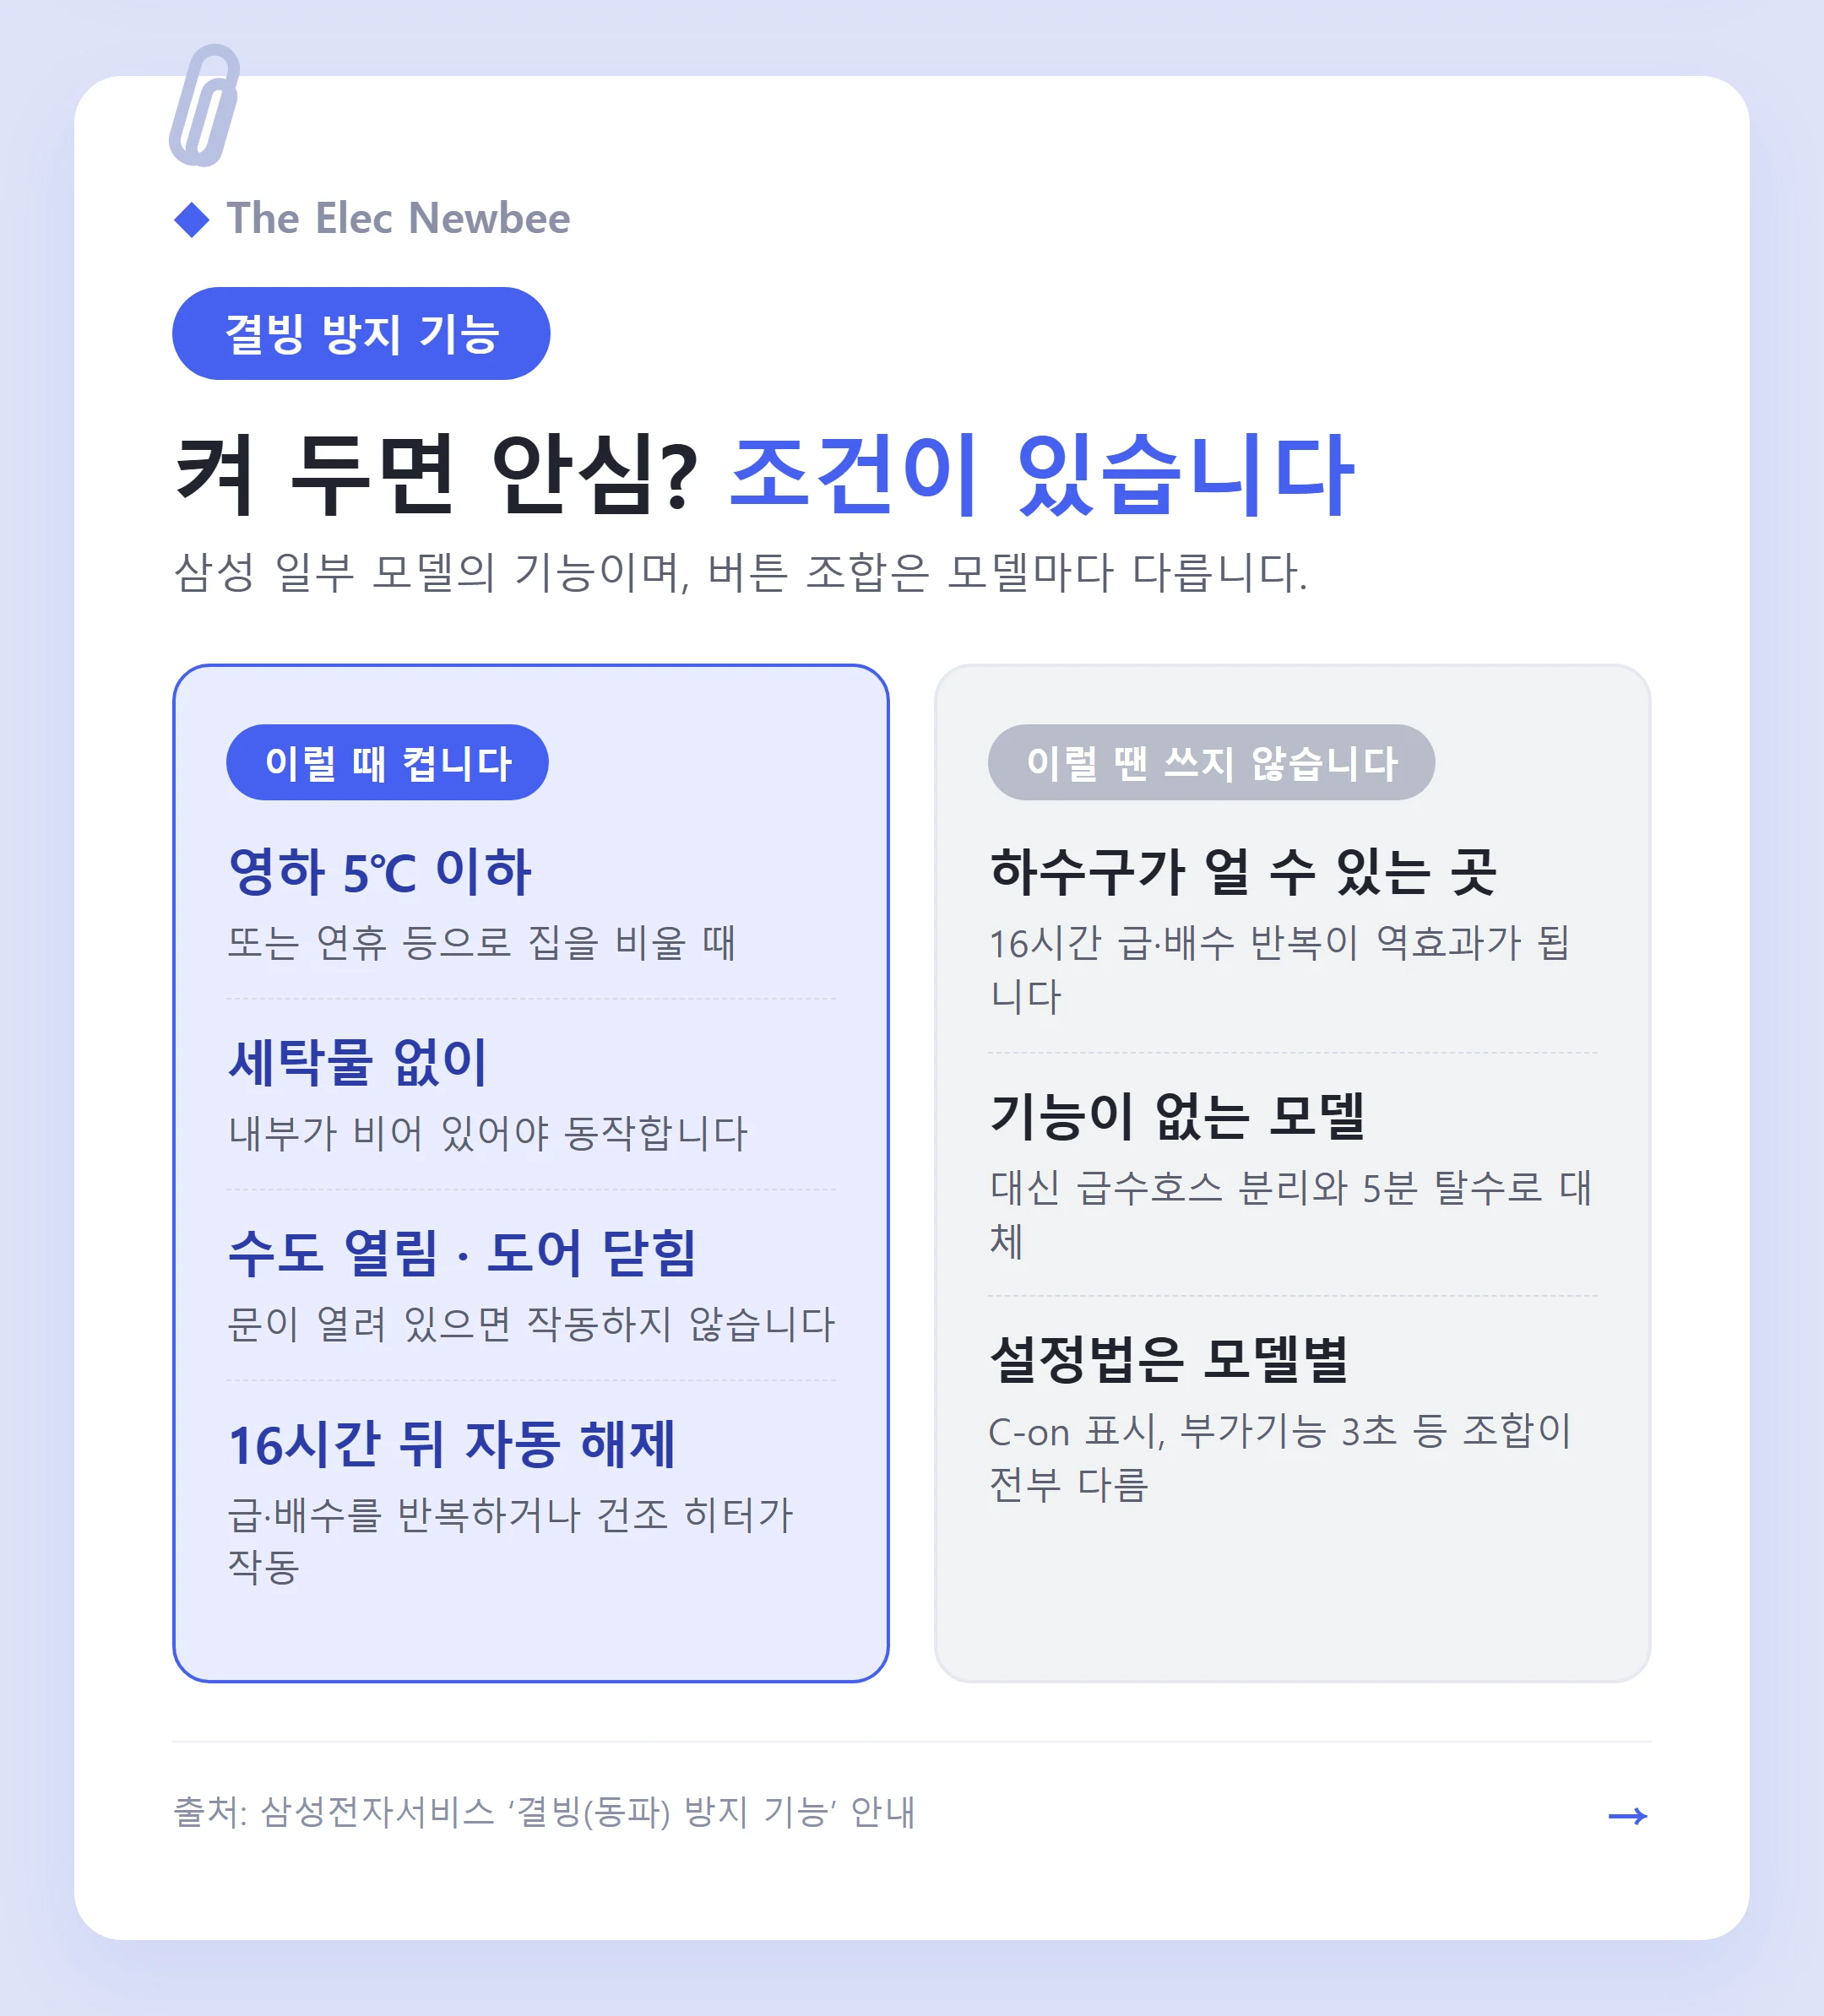 The Elec Newbee
결빙 방지 기능
켜 두면 안심? 조건이 있습니다
삼성 일부 모델의 기능이며, 버튼 조합은 모델마다 다릅니다.
이럴 때 켭니다
영하 5℃ 이하
또는 연휴 등으로 집을 비울 때
세탁물 없이
내부가 비어 있어야 동작합니다
수도 열림 · 도어 닫힘
문이 열려 있으면 작동하지 않습니다
16시간 뒤 자동 해제
급·배수를 반복하거나 건조 히터가
작동
이럴 땐 쓰지 않습니다
하수구가 얼 수 있는 곳
16시간 급·배수 반복이 역효과가 됩
니다
기능이 없는 모델
대신 급수호스 분리와 5분 탈수로 대
체
설정법은 모델별
C-on 표시, 부가기능 3초 등 조합이
전부 다름
출처: 삼성전자서비스 ‘결빙(동파) 방지 기능’ 안내
→